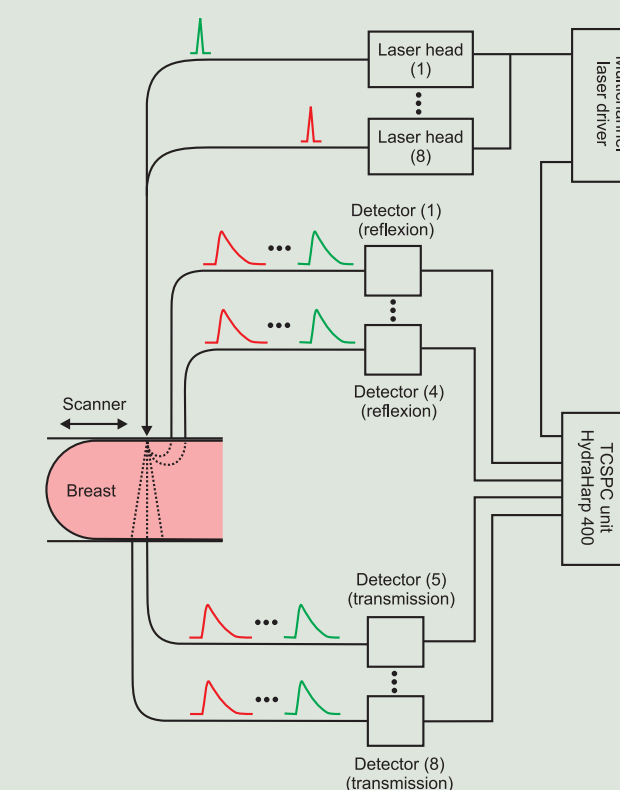 Laser head
(1)
Laser head
(8)
laser driver
Detector (1)
(reflexion)
Detector (4)
(reflexion)
Scanner
Breast
TCSPC unit
HydraHarp 400
Detector (5)
(transmission)
Detector (8)
(transmission)